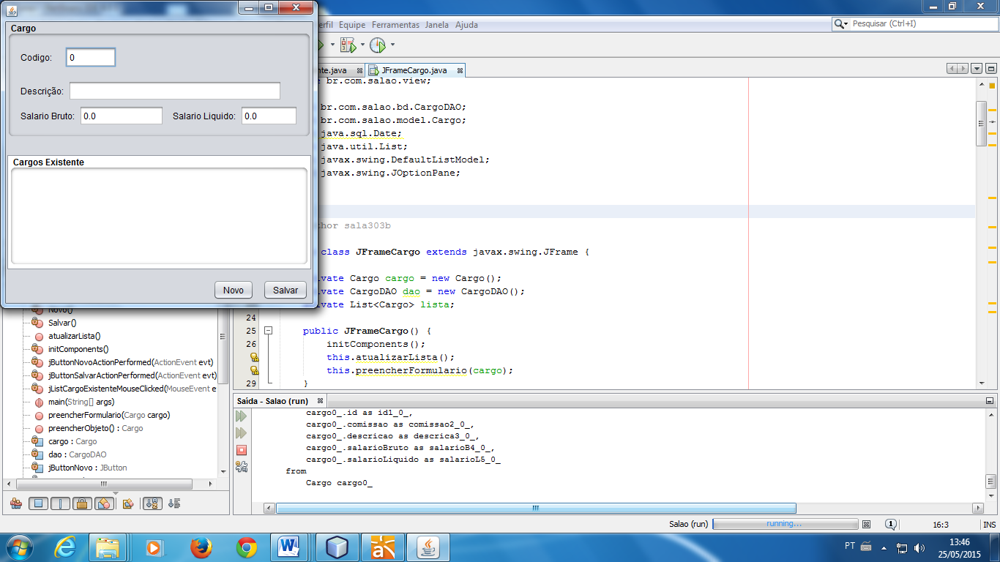 Cargo
Codigo: 0
Descrição:
Salario Bruto: 0.0 Salario Liquido: 0.0
Cargos Existente
Novo Salvar
Equipe Ferramentas Janela Ajuda
Pesquisar (Ctrl+I)
nte.java JFrameCargo.java
br.com.salao.view;
br.com.salao.bd.CargoDAO;
br.com.salao.model.Cargo;
java.sql.Date;
java.util.List;
javax.swing.DefaultListModel;
javax.swing.JOptionPane;
hor sala303b
class JFrameCargo extends javax.swing.JFrame {
vate Cargo cargo = new Cargo();
vate CargoDAO dao = new CargoDAO();
vate List<Cargo> lista;
24
25 public JFrameCargo() {
26 initComponents();
this.atualizarLista();
this.preencherFormulario(cargo);
29 }
Novo()
Salvar()
atualizarLista()
initComponents()
jButtonNovoActionPerformed(ActionEvent evt)
jButtonSalvarActionPerformed(ActionEvent evt)
jListCargoExistenteMouseClicked(MouseEvent e
main(String[] args)
preencherFormulario(Cargo cargo)
preencherObjeto() : Cargo
cargo : Cargo
dao : CargoDAO
jButtonNovo : JButton
Saída - Salao (run)
cargo0_.id as id1_0_,
cargo0_.comissao as comissao2_0_,
cargo0_.descricao as descrica3_0_,
cargo0_.salarioBruto as salarioB4_0_,
cargo0_.salarioLiquido as salarioL5_0_
from
Cargo cargo0_
Salao (run) running... 1 16:3 INS
PT 13:46
25/05/2015